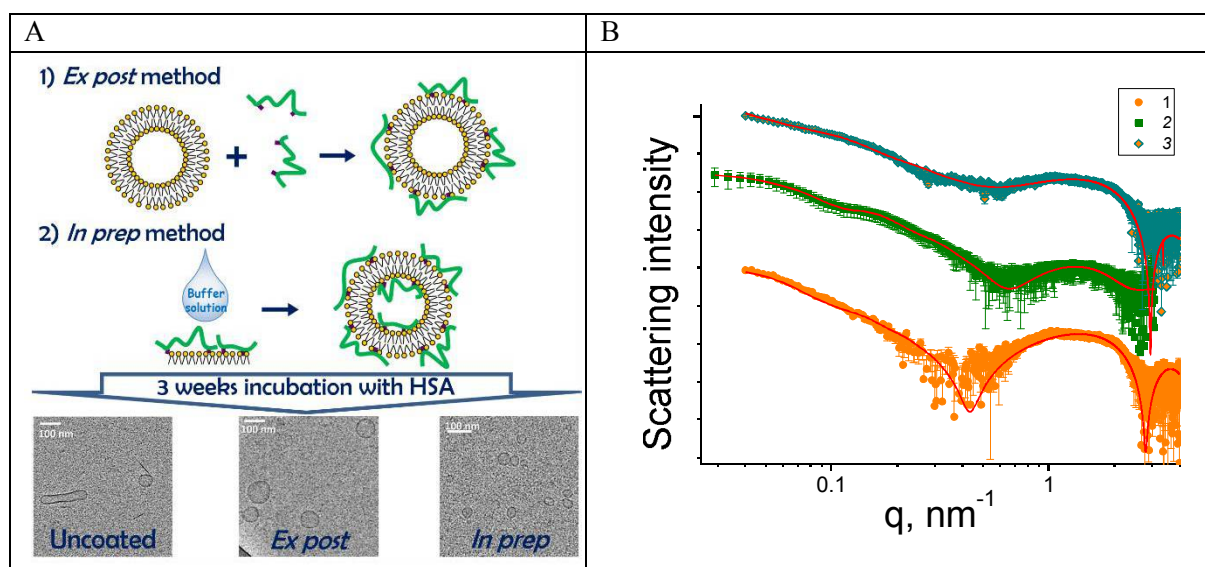 A
1) Ex post method
+
2) In prep method
Buffer
solution
3 weeks incubation with HSA
100 nm
Uncoated
100 nm
Ex post
100 nm
In prep
B
1
2
3
Scattering intensity
0.1
1
q, nm⁻¹